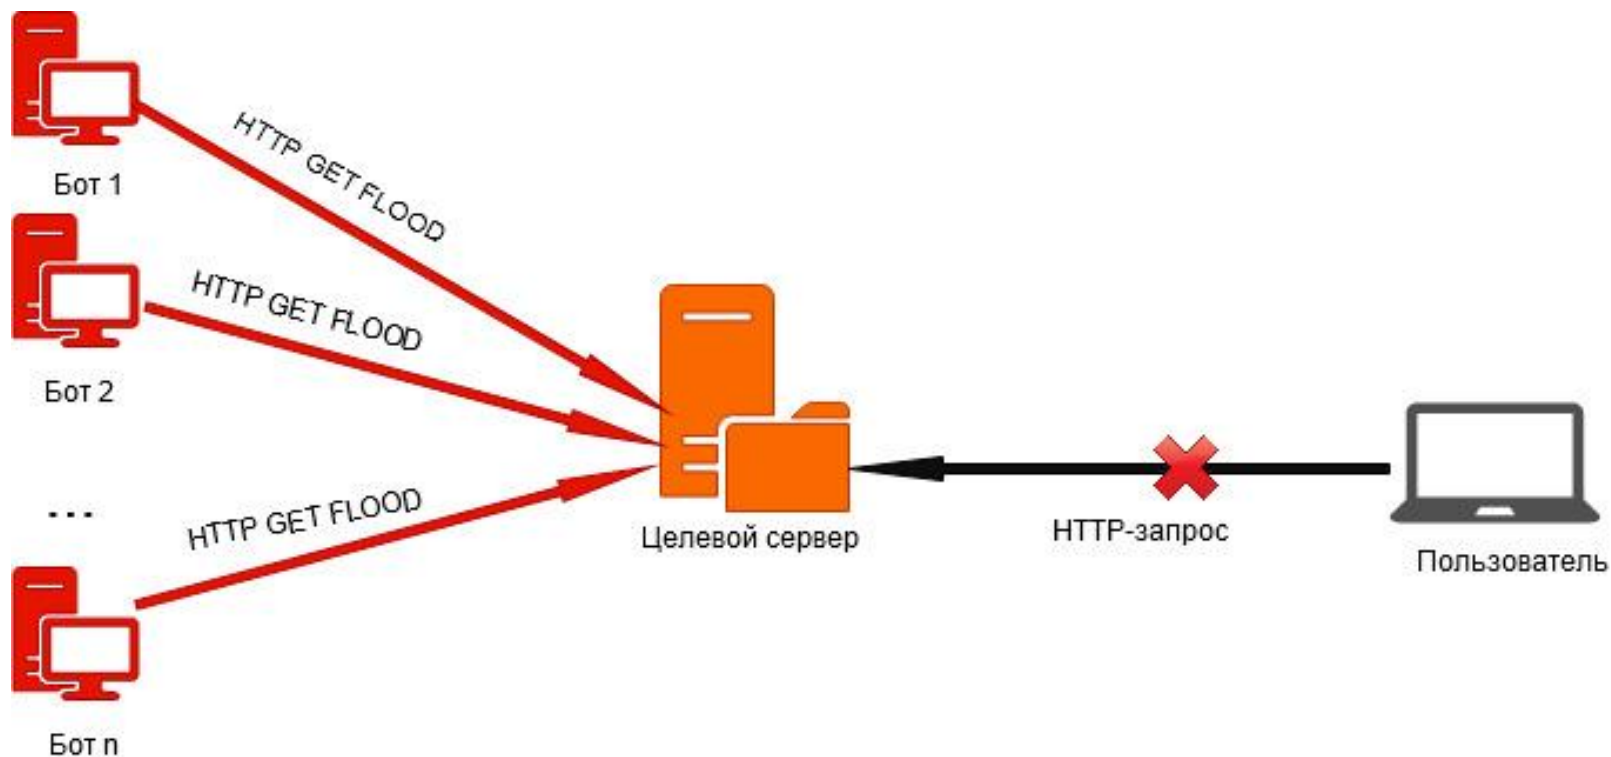 HTTP GET FLOOD
Бот 1
HTTP GET FLOOD
Бот 2
...
HTTP GET FLOOD
Бот n
Целевой сервер
HTTP-запрос
Пользователь